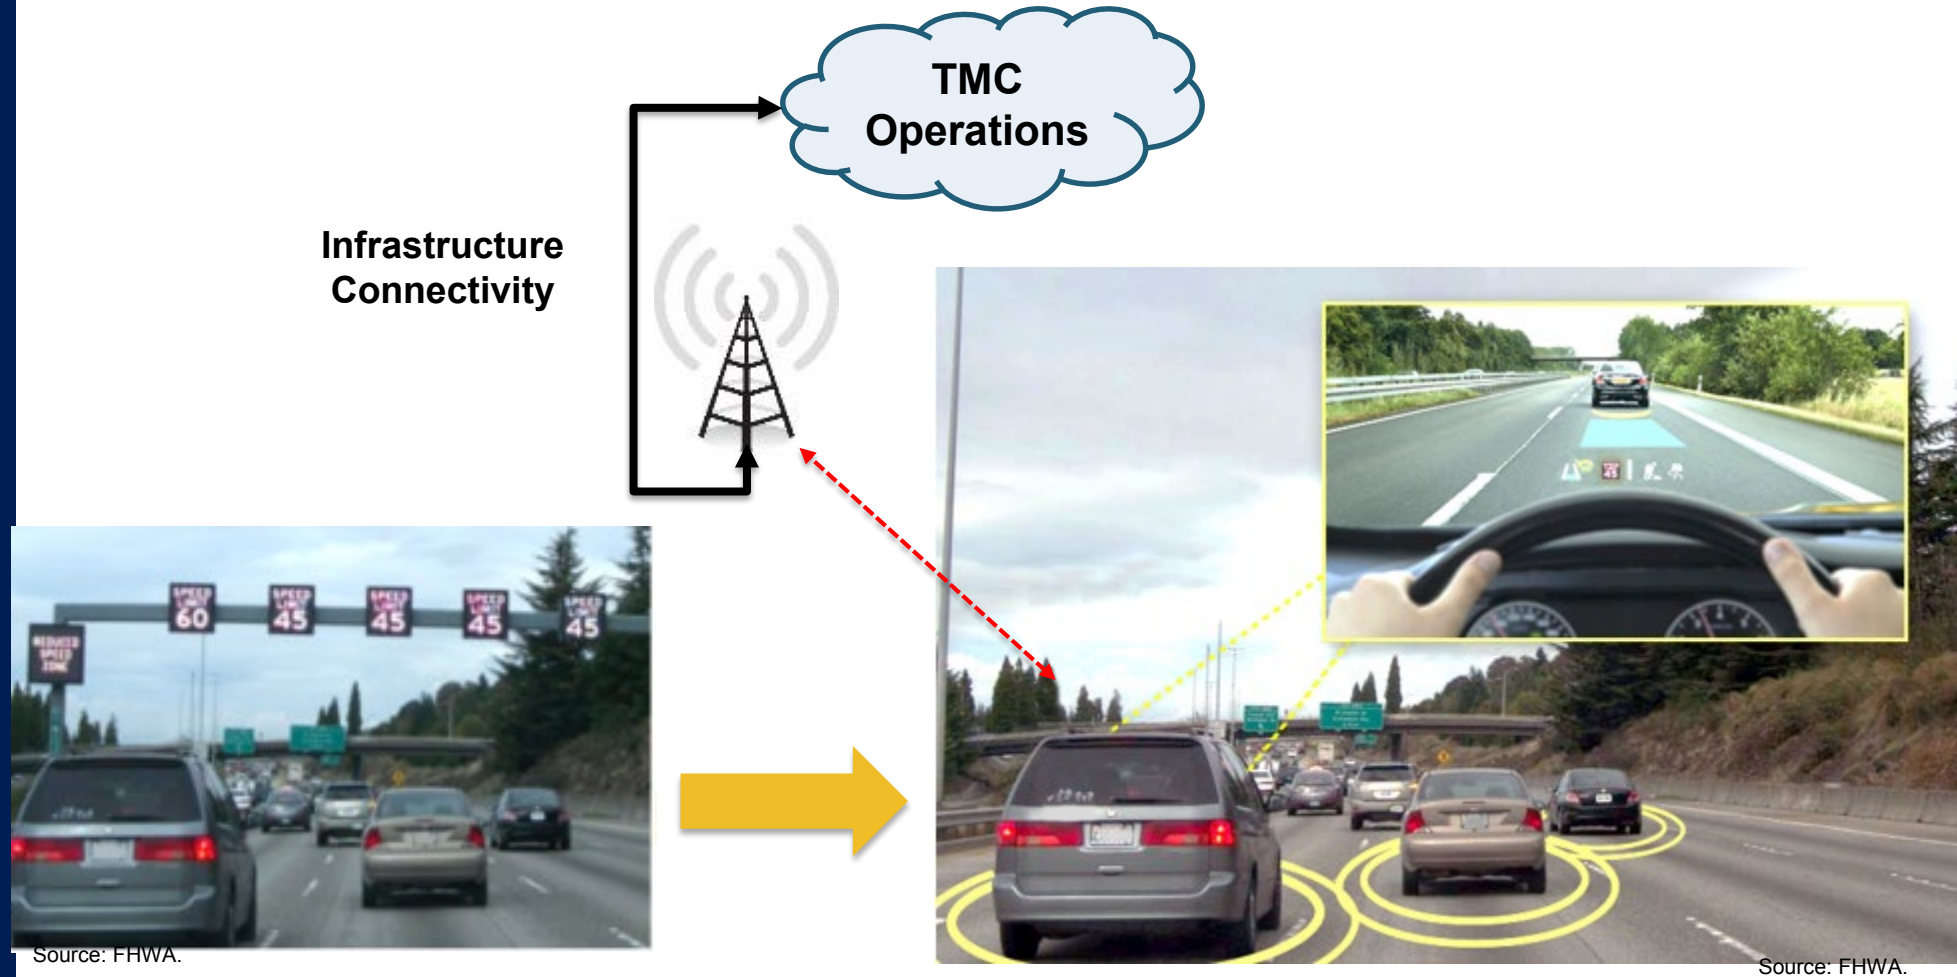 TMC
Operations
Infrastructure
Connectivity
SPEED
LIMIT
60
SPEED
LIMIT
45
SPEED
LIMIT
45
SPEED
LIMIT
45
SPEED
LIMIT
45
REDUCED
SPEED
ZONE
45
Source: FHWA.
Source: FHWA.